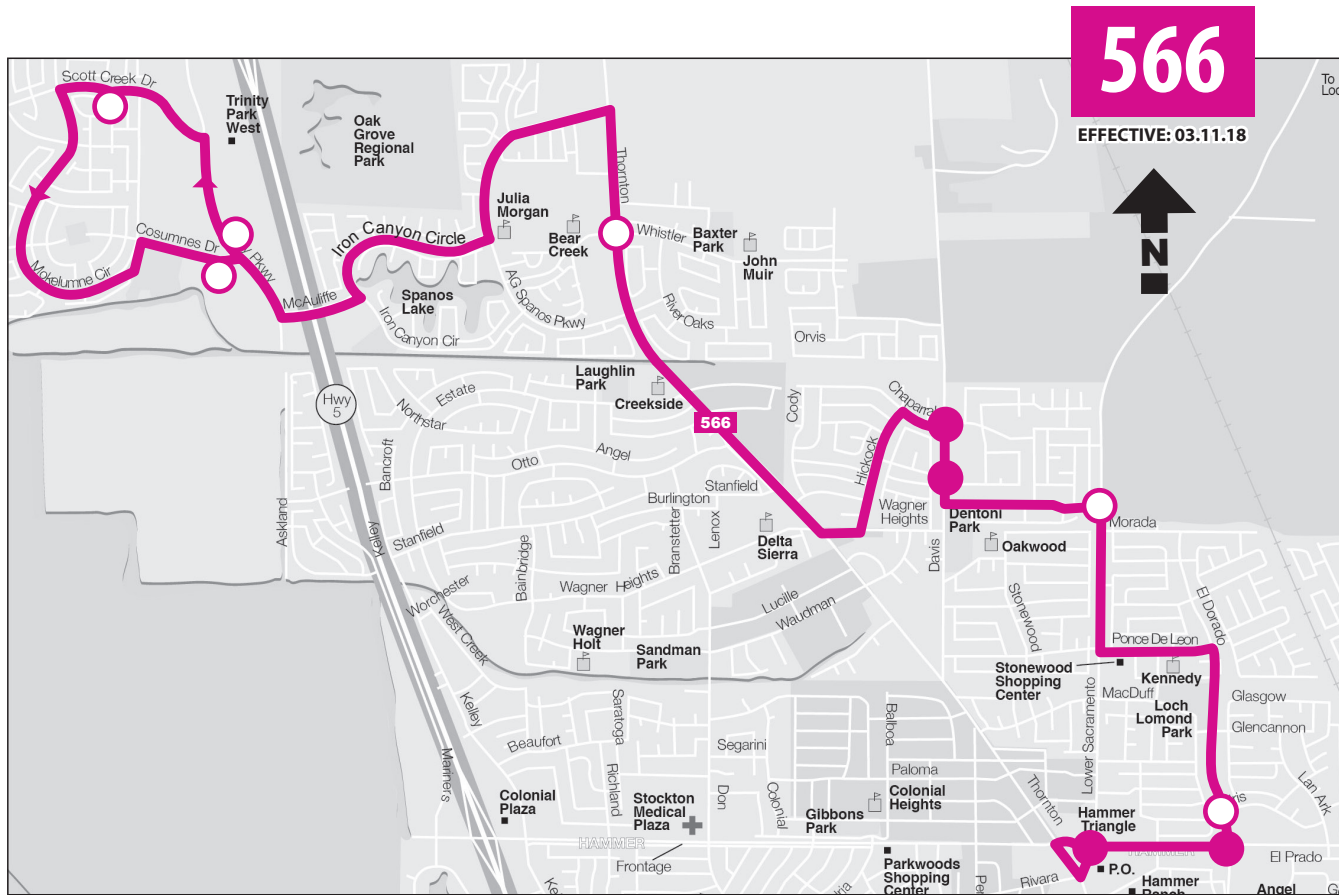 566
EFFECTIVE: 03.11.18
N
To
Scott Creek Dr
Trinity
Park
West
Oak
Grove
Regional
Park
Thornton
Julia
Morgan
Iron Canyon Circle
Bear
Creek
Whistler
Baxter
Park
John
Muir
Cosumnes Dr
Pkwy
Mokelumne Cir
McAuliffe
Spanos
Lake
AG Spanos Pkwy
River Oaks
Iron Canyon Cir
Orvis
Laughlin
Park
Creekside
Hwy
5
Estate
Northstar
Cody
Chaparral
566
Hickock
Bancroft
Otto
Angel
Stanfield
Burlington
Wagner
Heights
Dentoni
Park
Morada
Askland
Kelley
Stanfield
Bainbridge
Branstetter
Lenox
Delta
Sierra
Davis
Oakwood
Worchester
Wagner Heights
Lucille
Waudman
Stonewood
El Dorado
West Creek
Wagner
Holt
Sandman
Park
Ponce De Leon
Stonewood
Shopping
Center
Kennedy
MacDuff
Loch
Lomond
Park
Glasgow
Glencannon
Kelley
Saratoga
Balboa
Lower Sacramento
Beaufort
Segarini
Mariners
Richland
Don
Colonial
Paloma
Thornton
Lan Ark
Colonial
Plaza
Stockton
Medical
Plaza
Gibbons
Park
Colonial
Heights
Hammer
Triangle
HAMMER
HAMMER
Frontage
Parkwoods
Shopping
Center
Rivara
P.O.
El Prado
Hammer
Ranch
Angel